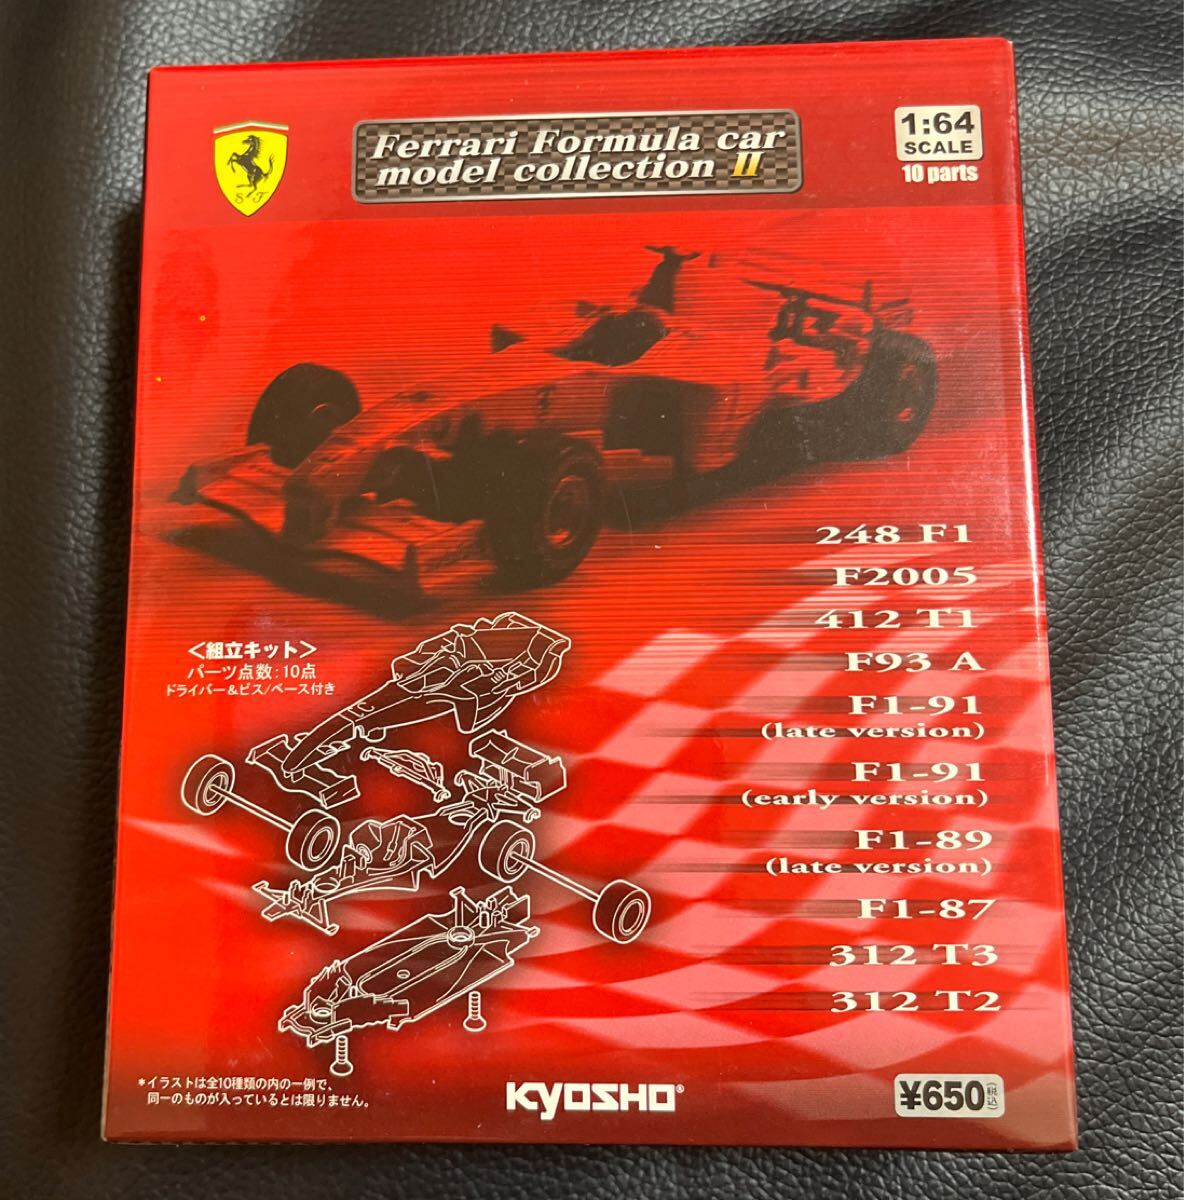 Ferrari Formula car
model collection II
1:64
SCALE
10 parts
S F
248 F1
F2005
412 T1
F93 A
F1-91
(late version)
F1-91
(early version)
F1-89
(late version)
F1-87
312 T3
312 T2
<組立キット>
パーツ点数:10点
ドライバー&ビス/ベース付き
*イラストは全10種類の内の一例で、
同一のものが入っているとは限りません。
KYOSHO®
¥650(税込)